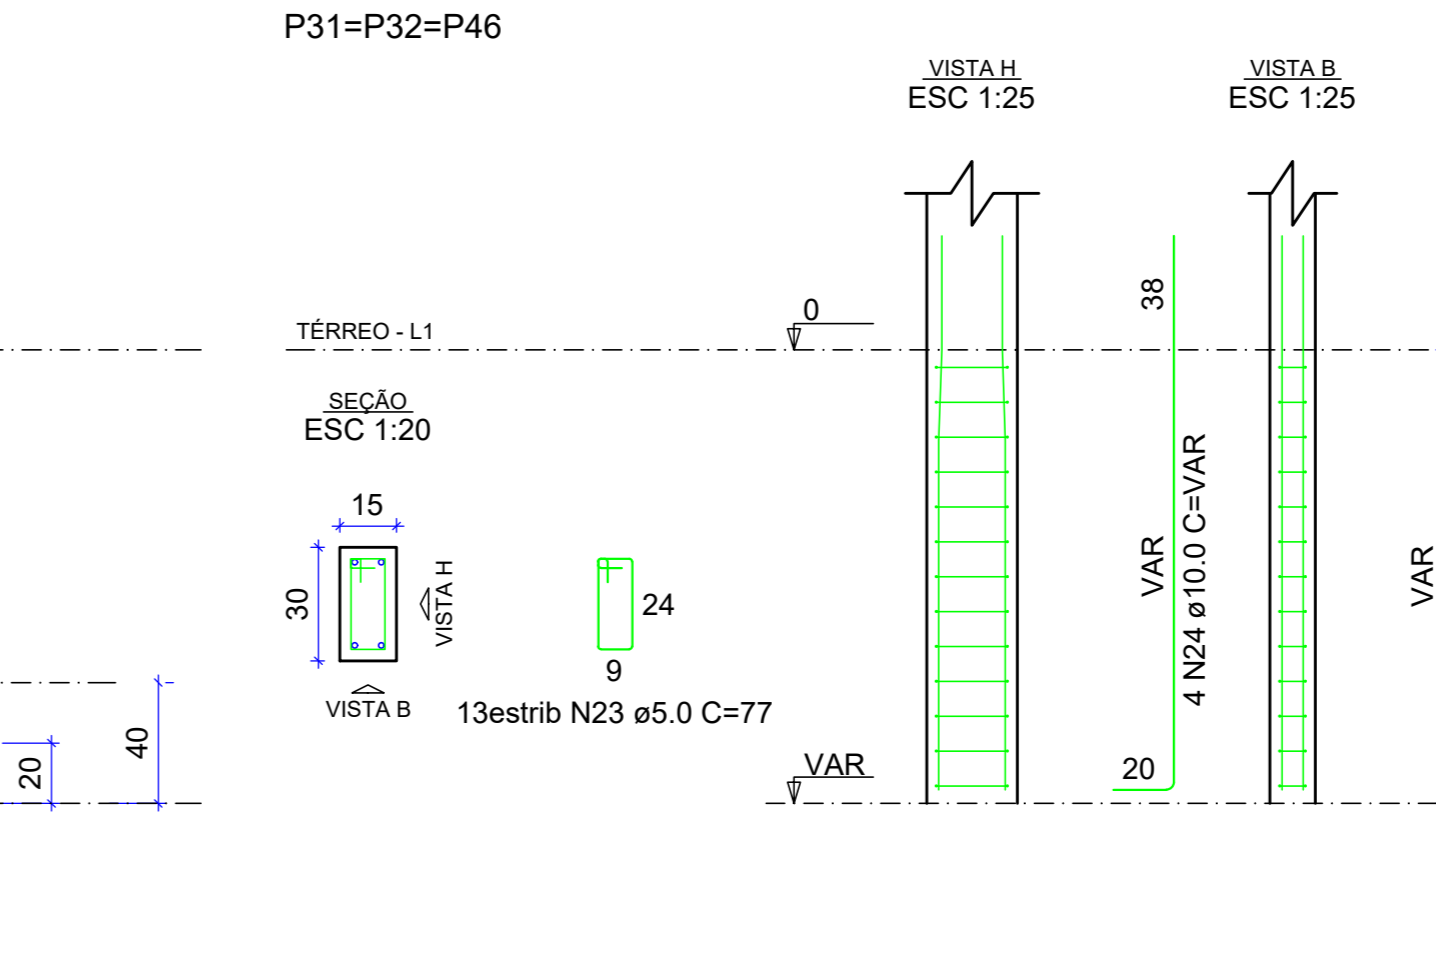 P31=P32=P46
VISTA H
ESC 1:25
VISTA B
ESC 1:25
38
0
TÉRREO - L1
SEÇÃO
ESC 1:20
15
30
VISTA H
VISTA B
24
9
13estrib N23 ø5.0 C=77
VAR
4 N24 ø10.0 C=VAR
VAR
20
VAR
40
20